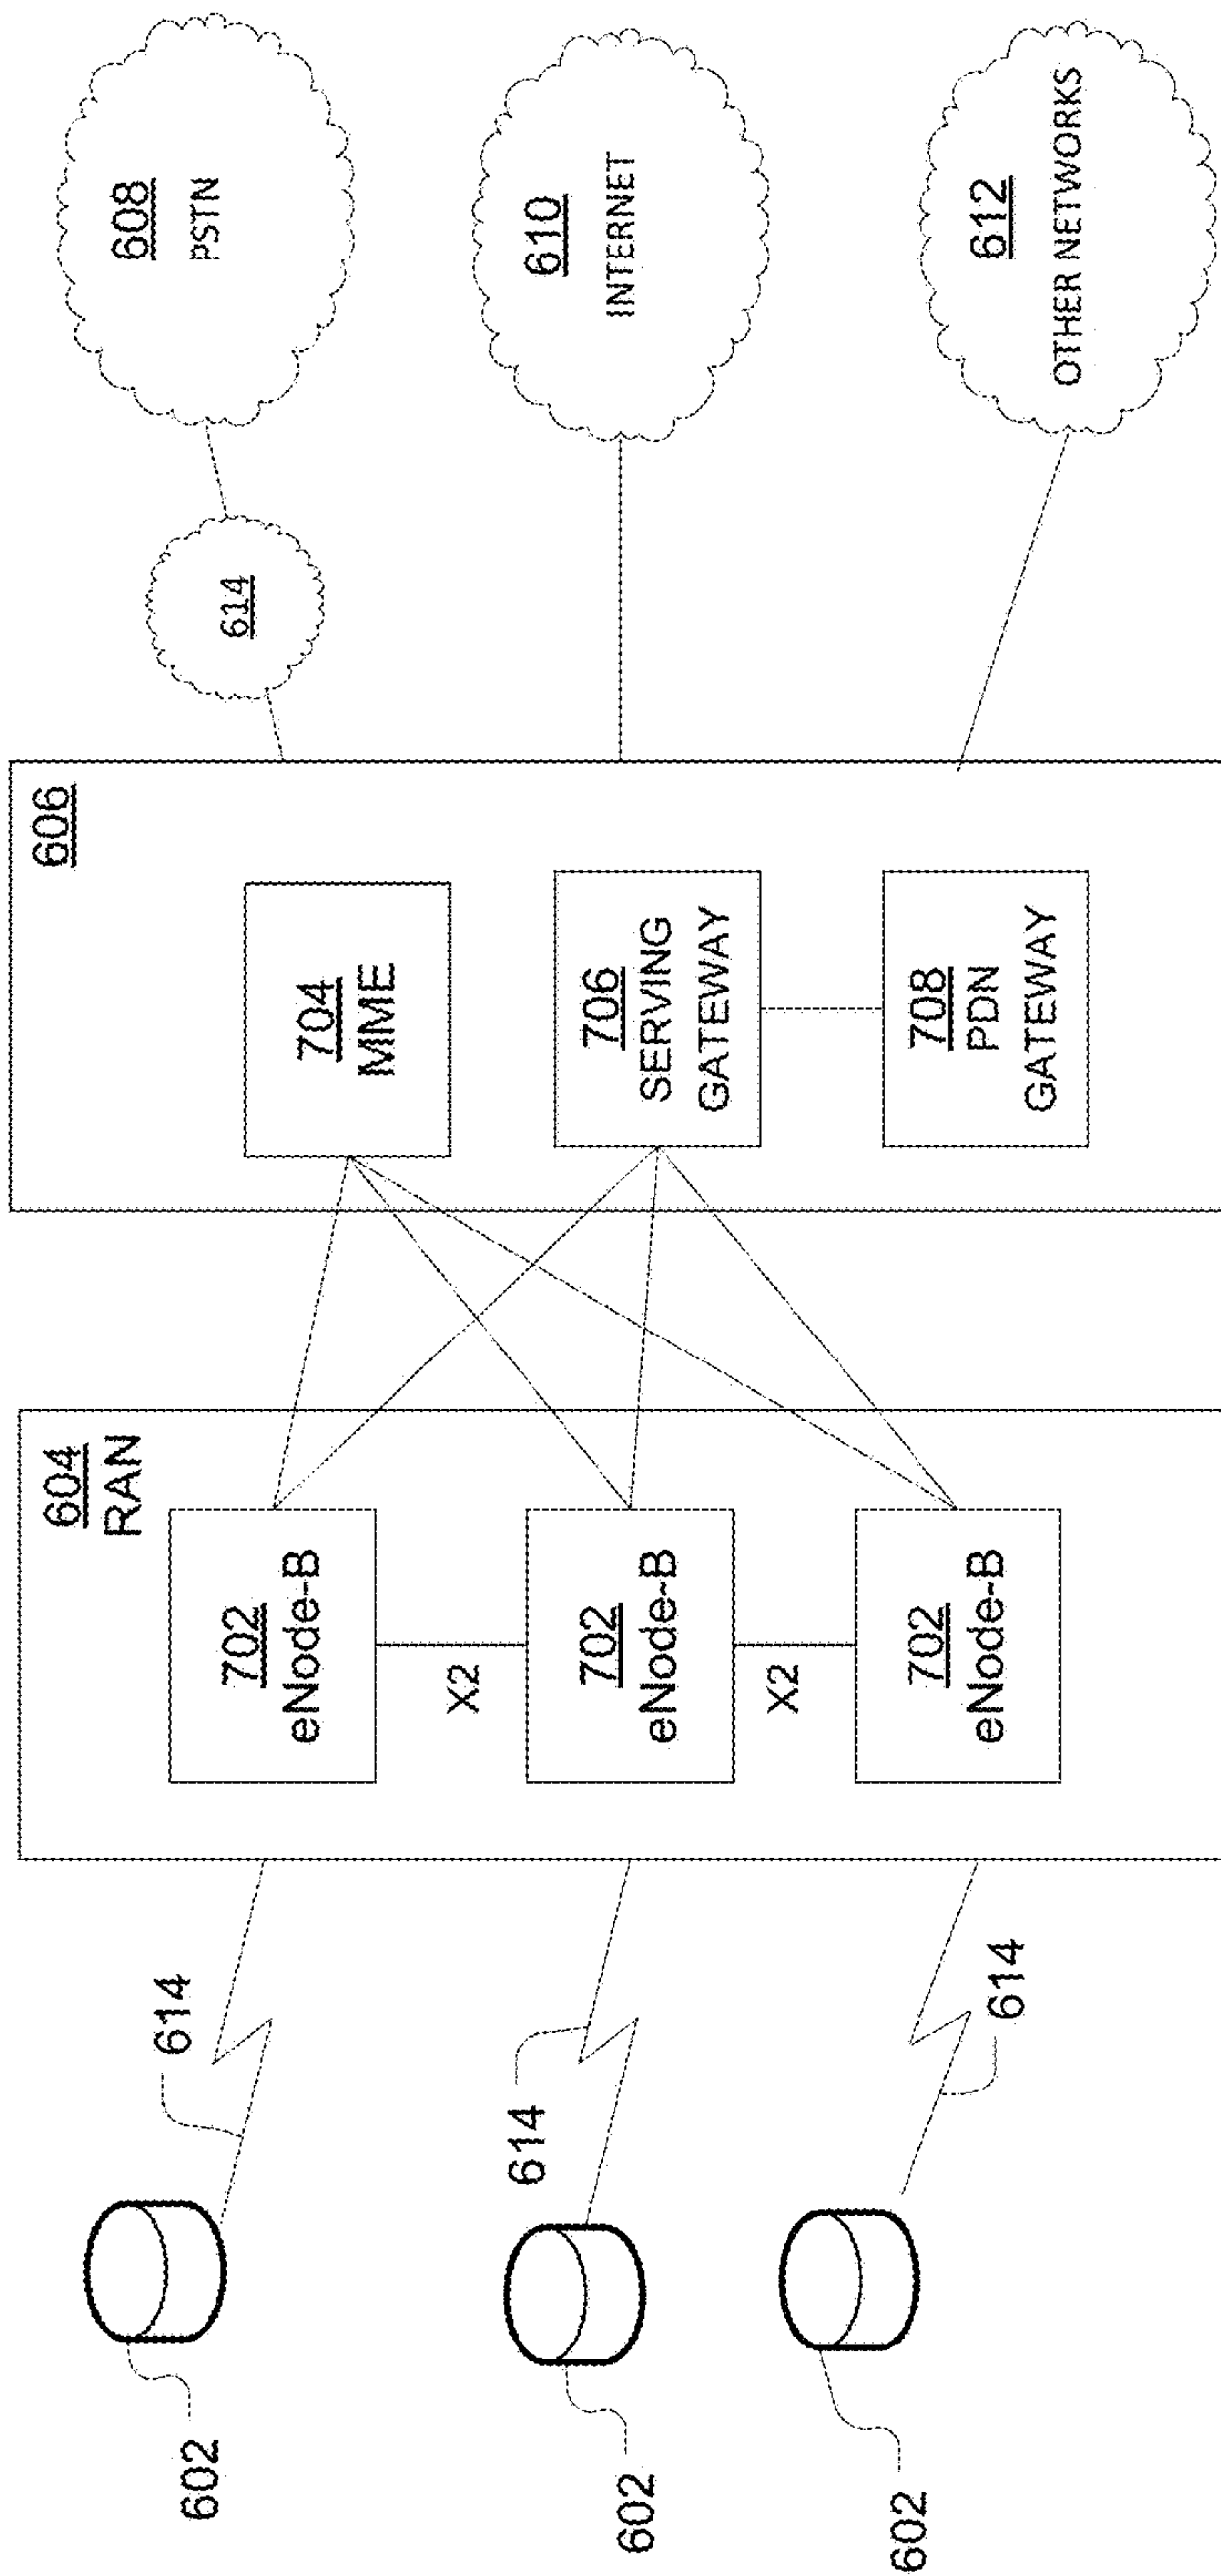 602
614
604
RAN
702
eNode-B
X2
606
704
MME
614
608
PSTN
602
614
702
eNode-B
X2
706
SERVING
GATEWAY
610
INTERNET
602
614
702
eNode-B
708
PDN
GATEWAY
612
OTHER NETWORKS